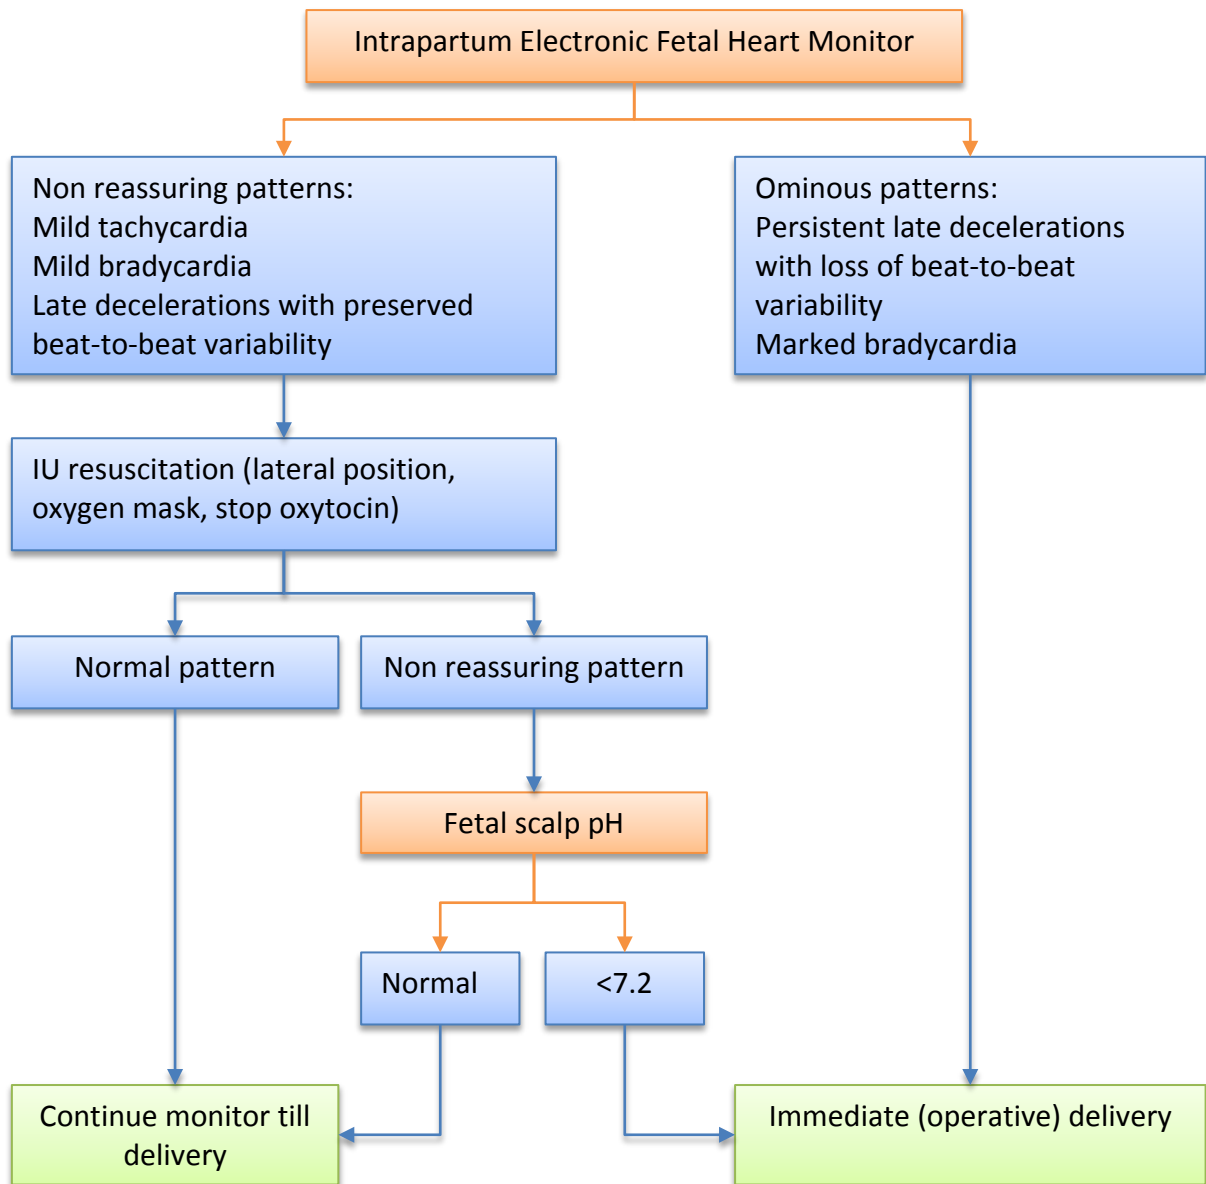 Intrapartum Electronic Fetal Heart Monitor
Non reassuring patterns:
Mild tachycardia
Mild bradycardia
Late decelerations with preserved
beat-to-beat variability
Ominous patterns:
Persistent late decelerations
with loss of beat-to-beat
variability
Marked bradycardia
IU resuscitation (lateral position,
oxygen mask, stop oxytocin)
Normal pattern
Non reassuring pattern
Fetal scalp pH
Normal
<7.2
Continue monitor till
delivery
Immediate (operative) delivery